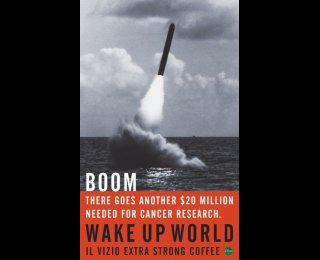 BOOM
THERE GOES ANOTHER $20 MILLION
NEEDED FOR CANCER RESEARCH.
WAKE UP WORLD
IL VIZIO EXTRA STRONG COFFEE